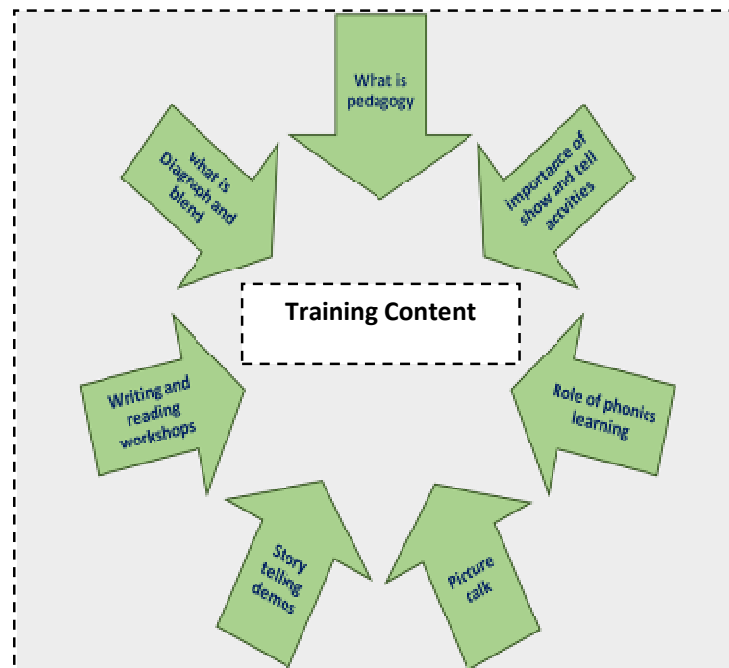 What is
pedagogy
importance of
show and tell
actvities
Role of phonics
learning
Picture
talk
Story
telling
demos
Writing and
reading
workshops
what is
Diagraph and
blend
Training Content